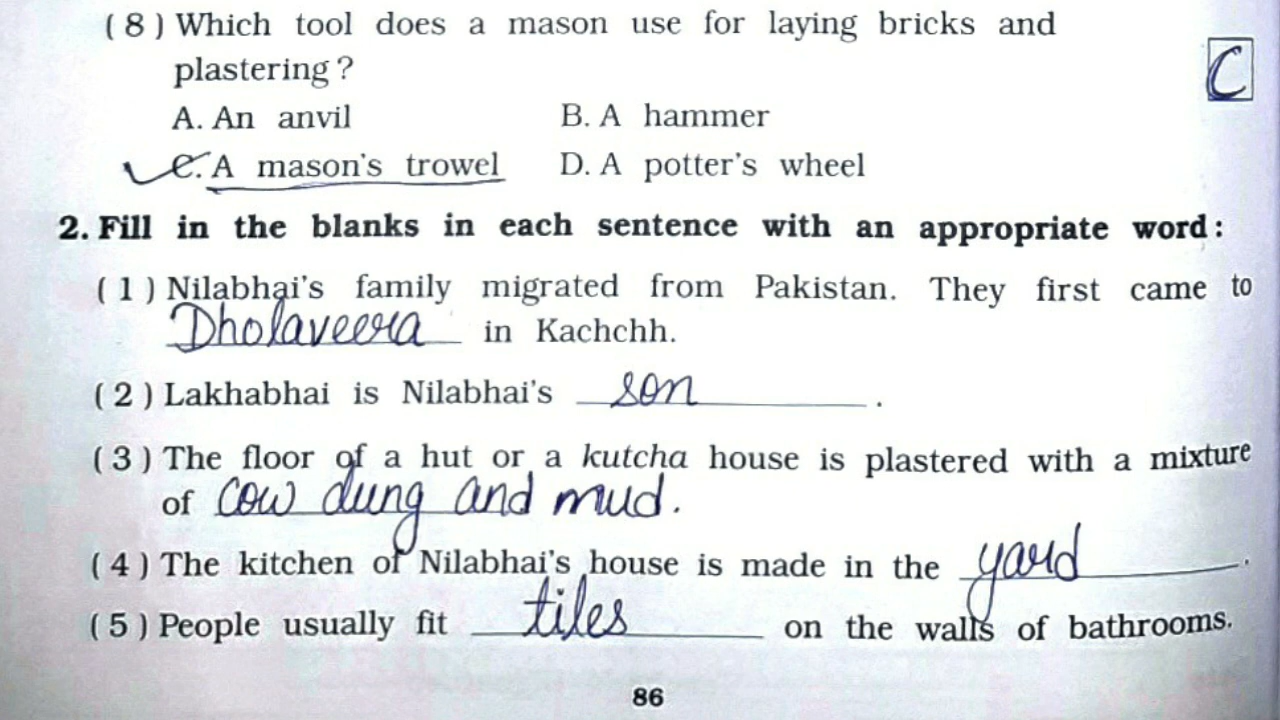 ( 8 ) Which tool does a mason use for laying bricks and
plastering ?
C
A. An anvil B. A hammer
C. A mason's trowel D. A potter's wheel
2. Fill in the blanks in each sentence with an appropriate word :
( 1 ) Nilabhai's family migrated from Pakistan. They first came to
Dholaveera in Kachchh.
( 2 ) Lakhabhai is Nilabhai's son .
( 3 ) The floor of a hut or a kutcha house is plastered with a mixture
of cow dung and mud.
( 4 ) The kitchen of Nilabhai's house is made in the yard .
( 5 ) People usually fit tiles on the walls of bathrooms.
86